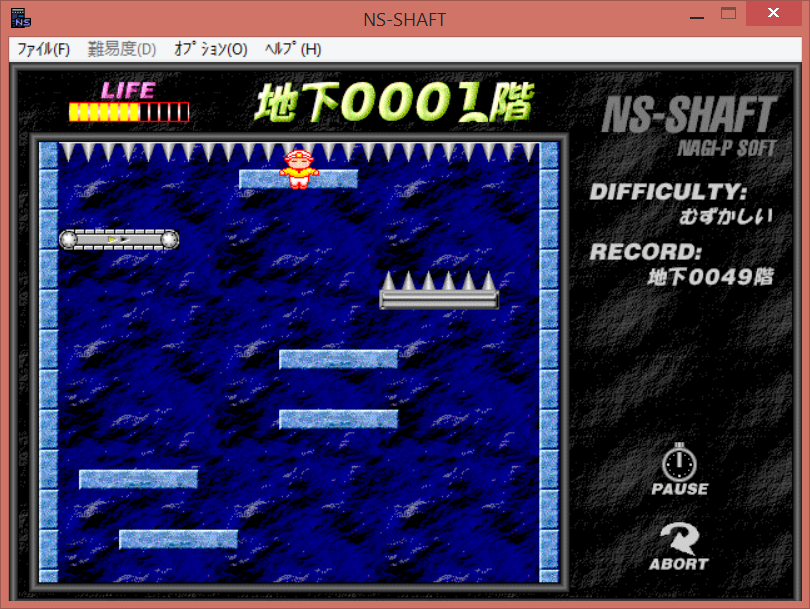 NS-SHAFT
ﾌｧｲﾙ(F) 難易度(D) ｵﾌﾟｼｮﾝ(O) ﾍﾙﾌﾟ(H)
LIFE
地下0001階
NS-SHAFT
NAGI-P SOFT
DIFFICULTY:
むずかしい
RECORD:
地下0049階
PAUSE
ABORT